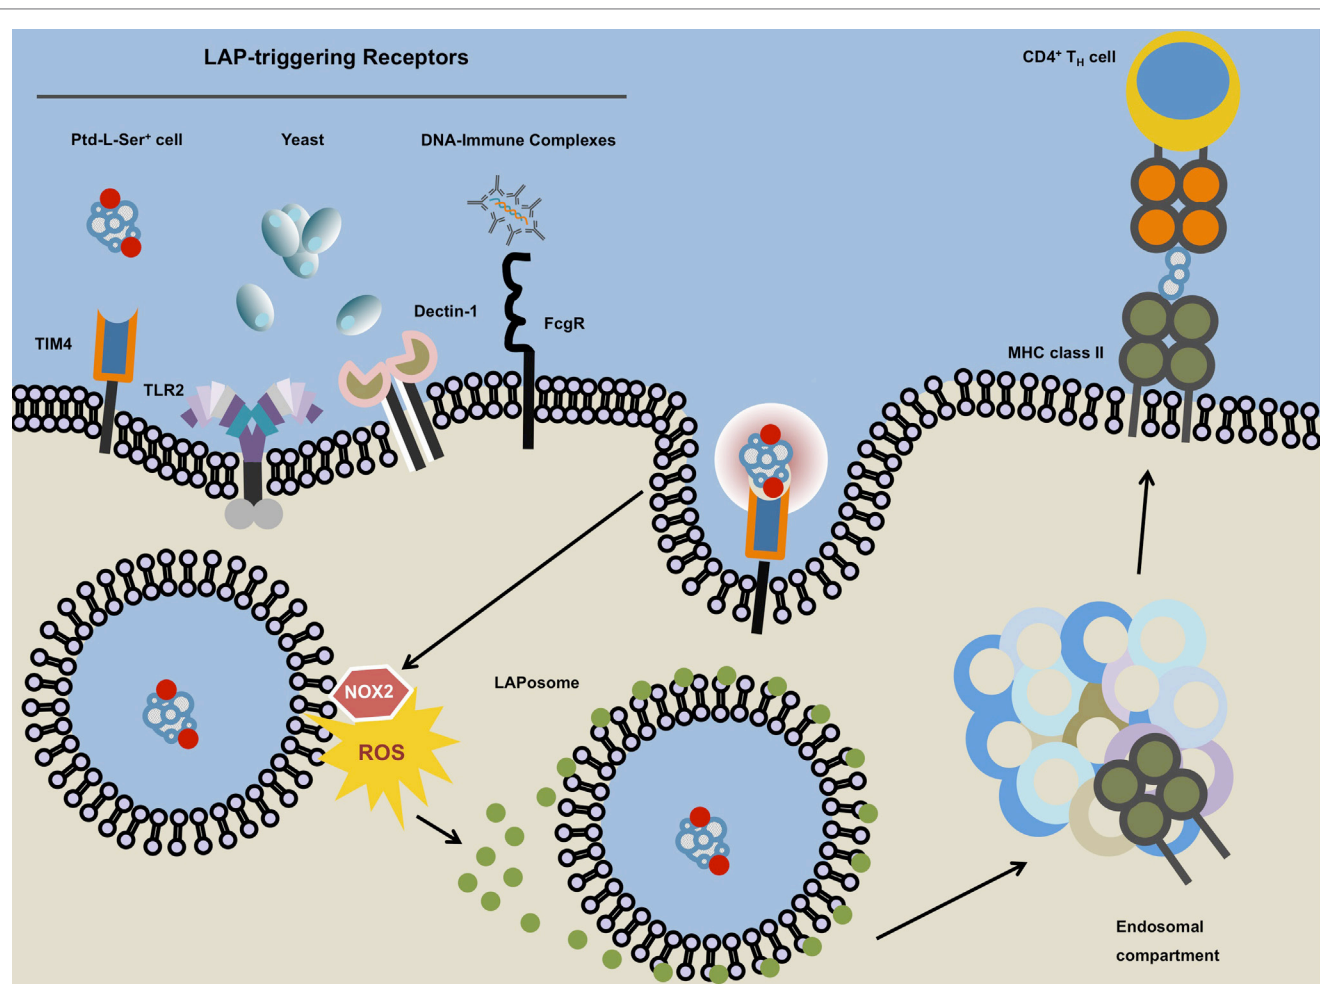 LAP-triggering Receptors
CD4⁺ T_H cell
Ptd-L-Ser⁺ cell
Yeast
DNA-Immune Complexes
Dectin-1
FcgR
TIM4
MHC class II
TLR2
NOX2
LAPosome
ROS
Endosomal
compartment